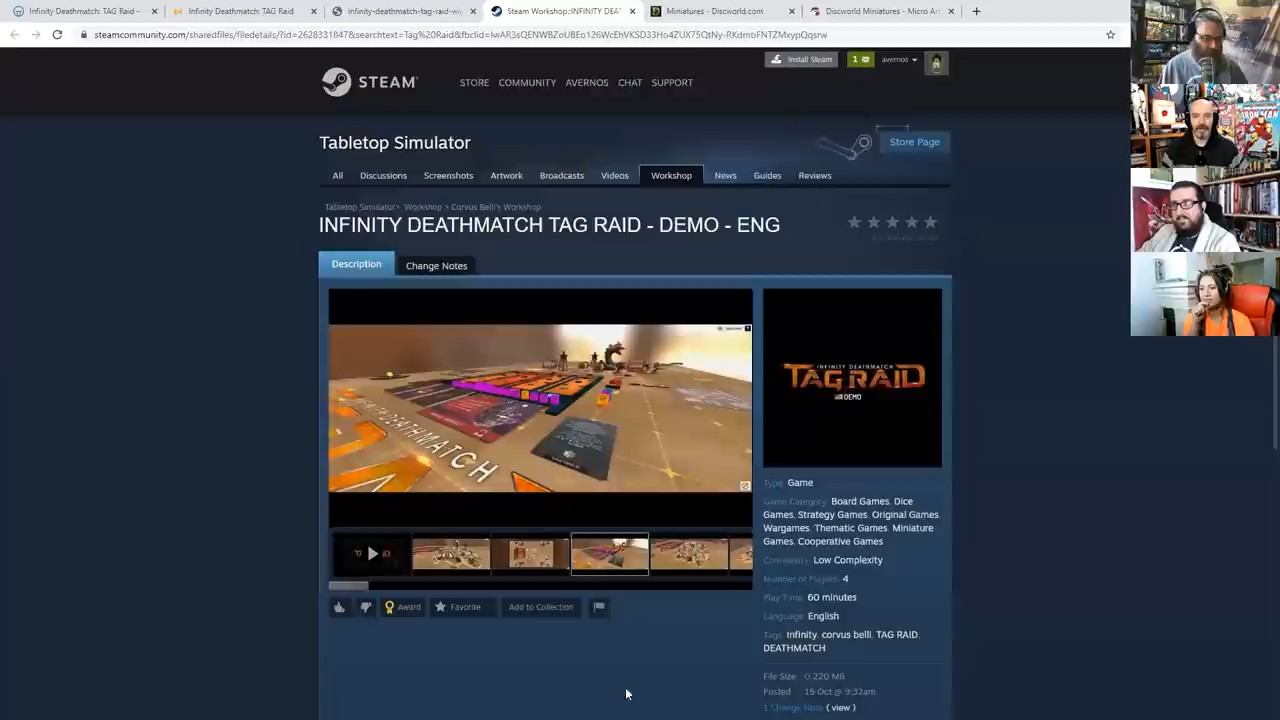 Infinity Deathmatch: TAG Raid –
Infinity Deathmatch: TAG Raid
infinity-deathmatch-tag-raid-wi
Steam Workshop::INFINITY DEAT
Miniatures - Discworld.com
Discworld Miniatures - Micro Art
steamcommunity.com/sharedfiles/filedetails/?id=2628331847&searchtext=Tag%20Raid&fbclid=
Install Steam
1
avernos
STEAM
STORE COMMUNITY AVERNOS CHAT SUPPORT
Tabletop Simulator
Store Page
All Discussions Screenshots Artwork Broadcasts Videos Workshop News Guides Reviews
Tabletop Simulator > Workshop > Corvus Belli's Workshop
INFINITY DEATHMATCH TAG RAID - DEMO - ENG
Description
Change Notes
DEATHMATCH
INFINITY DEATHMATCH
TAG RAID
DEMO
Type: Game
Game Category: Board Games, Dice
Games, Strategy Games, Original Games,
Wargames, Thematic Games, Miniature
Games, Cooperative Games
Complexity: Low Complexity
Number of Players: 4
Play Time: 60 minutes
Language: English
Tags: Infinity, corvus belli, TAG RAID,
DEATHMATCH
Award
Favorite
Add to Collection
File Size 0.220 MB
Posted 15 Oct @ 9:32am
1 Change Note ( view )
IRON MAN